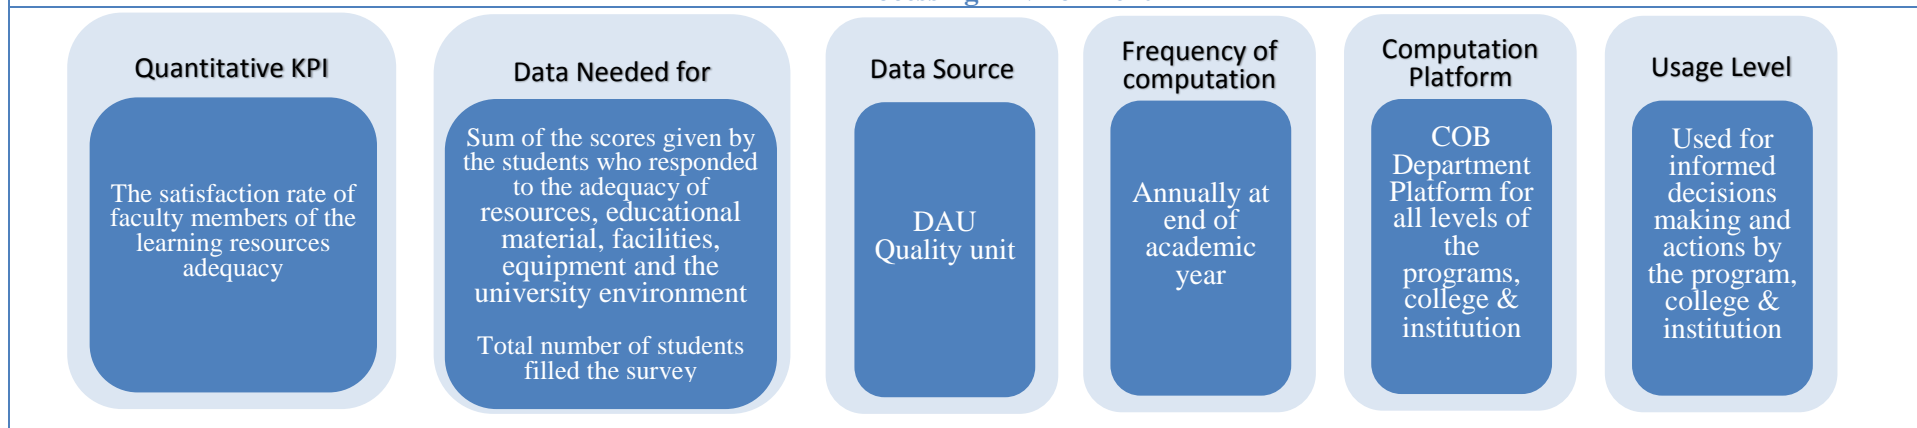 Quantitative KPI
The satisfaction rate of
faculty members of the
learning resources
adequacy
Data Needed for
Sum of the scores given by
the students who responded
to the adequacy of
resources, educational
material, facilities,
equipment and the
university environment
Total number of students
filled the survey
Data Source
DAU
Quality unit
Frequency of
computation
Annually at
end of
academic
year
Computation
Platform
COB
Department
Platform for
all levels of
the
programs,
college &
institution
Usage Level
Used for
informed
decisions
making and
actions by
the program,
college &
institution